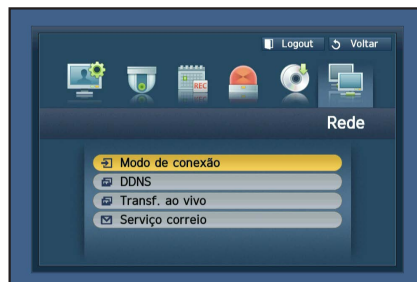 Logout Voltar
REC
Rede
Modo de conexão
DDNS
Transf. ao vivo
Serviço correio